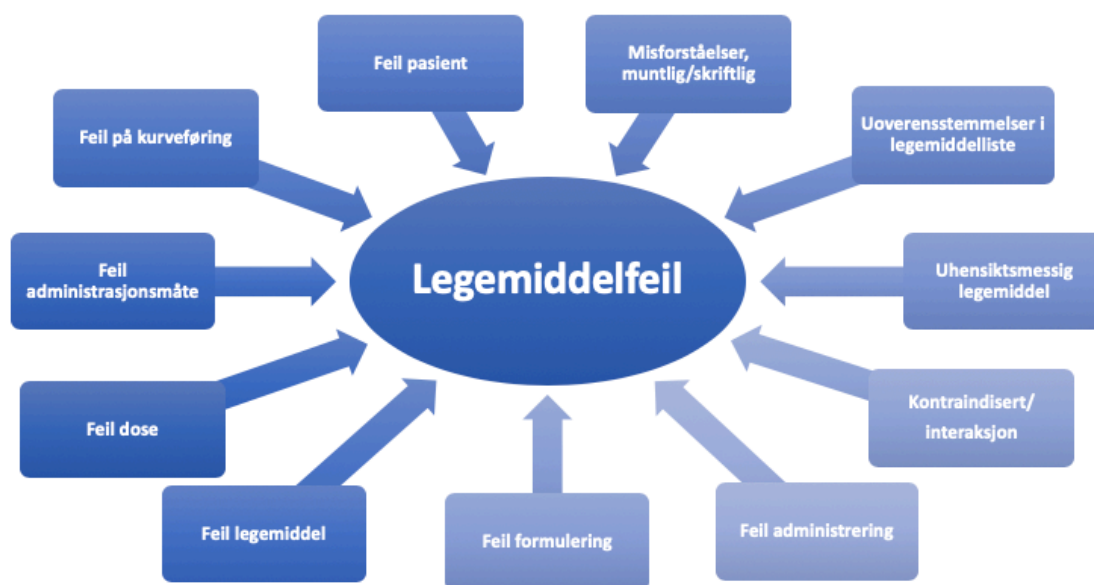 Feil pasient
Misforståelser,
muntlig/skriftlig
Feil på kurveføring
Uoverensstemmelser i
legemiddelliste
Legemiddelfeil
Feil
administrasjonsmåte
Uhensiktsmessig
legemiddel
Feil dose
Kontraindisert/
interaksjon
Feil legemiddel
Feil formulering
Feil administrering